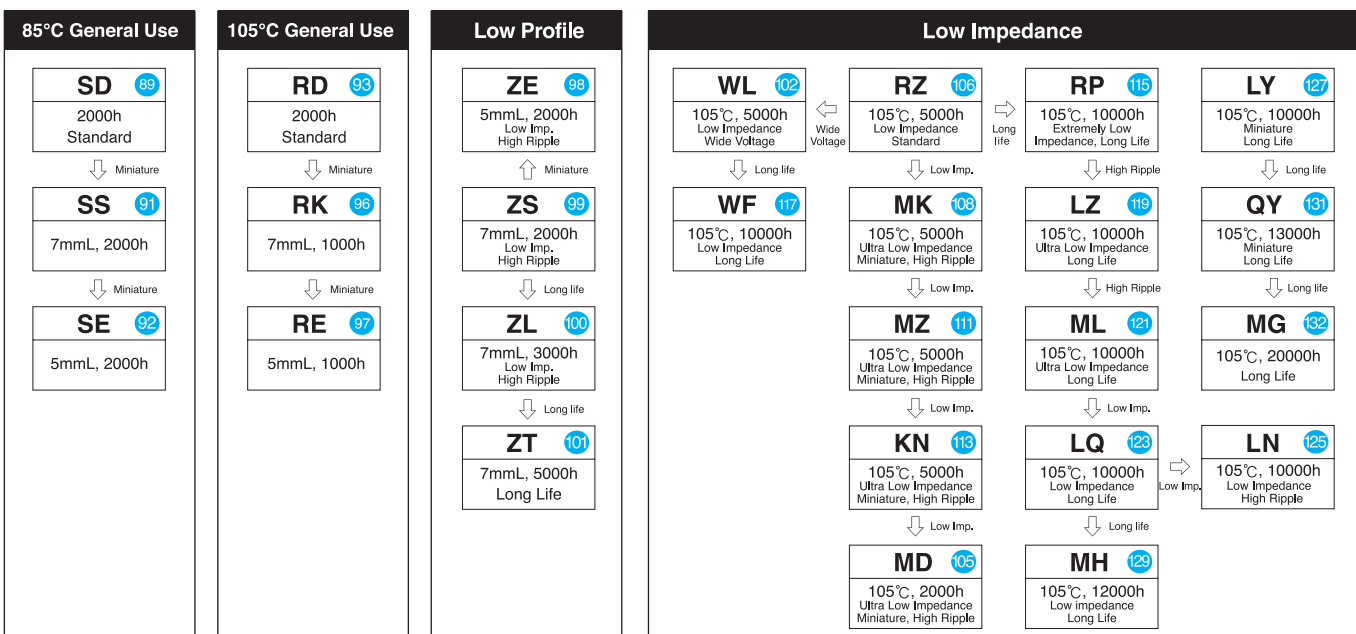 85°C General Use
SD 89
2000h
Standard
Miniature
SS 91
7mmL, 2000h
Miniature
SE 92
5mmL, 2000h
105°C General Use
RD 93
2000h
Standard
Miniature
RK 96
7mmL, 1000h
Miniature
RE 97
5mmL, 1000h
Low Profile
ZE 98
5mmL, 2000h
Low Imp.
High Ripple
Miniature
ZS 99
7mmL, 2000h
Low Imp.
High Ripple
Long life
ZL 100
7mmL, 3000h
Low Imp.
High Ripple
Long life
ZT 101
7mmL, 5000h
Long Life
Low Impedance
WL 102
105℃, 5000h
Low Impedance
Wide Voltage
Long life
WF 117
105℃, 10000h
Low Impedance
Long Life
Wide
Voltage
RZ 106
105℃, 5000h
Low Impedance
Standard
Low Imp.
MK 108
105℃, 5000h
Ultra Low Impedance
Miniature, High Ripple
Low Imp.
MZ 111
105℃, 5000h
Ultra Low Impedance
Miniature, High Ripple
Low Imp.
KN 113
105℃, 5000h
Ultra Low Impedance
Miniature, High Ripple
Low Imp.
MD 105
105℃, 2000h
Ultra Low Impedance
Miniature, High Ripple
Long
life
RP 115
105℃, 10000h
Extremely Low
Impedance, Long Life
High Ripple
LZ 119
105℃, 10000h
Ultra Low Impedance
Long Life
High Ripple
ML 121
105℃, 10000h
Ultra Low Impedance
Long Life
Low Imp.
LQ 123
105℃, 10000h
Low Impedance
Long Life
Long life
MH 129
105℃, 12000h
Low impedance
Long Life
Low Imp.
LY 127
105℃, 10000h
Miniature
Long Life
Long life
QY 131
105℃, 13000h
Miniature
Long Life
Long life
MG 132
105℃, 20000h
Long Life
LN 125
105℃, 10000h
Low Impedance
High Ripple